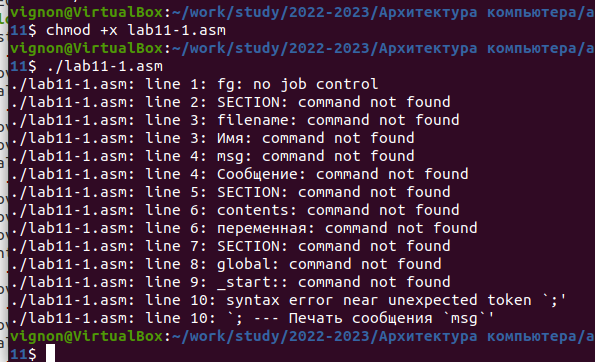 vignon@VirtualBox:~/work/study/2022-2023/Архитектура компьютера/a
11$ chmod +x lab11-1.asm
vignon@VirtualBox:~/work/study/2022-2023/Архитектура компьютера/a
11$ ./lab11-1.asm
./lab11-1.asm: line 1: fg: no job control
./lab11-1.asm: line 2: SECTION: command not found
./lab11-1.asm: line 3: filename: command not found
./lab11-1.asm: line 3: Имя: command not found
./lab11-1.asm: line 4: msg: command not found
./lab11-1.asm: line 4: Сообщение: command not found
./lab11-1.asm: line 5: SECTION: command not found
./lab11-1.asm: line 6: contents: command not found
./lab11-1.asm: line 6: переменная: command not found
./lab11-1.asm: line 7: SECTION: command not found
./lab11-1.asm: line 8: global: command not found
./lab11-1.asm: line 9: _start:: command not found
./lab11-1.asm: line 10: syntax error near unexpected token `;'
./lab11-1.asm: line 10: `; --- Печать сообщения `msg`'
vignon@VirtualBox:~/work/study/2022-2023/Архитектура компьютера/a
11$